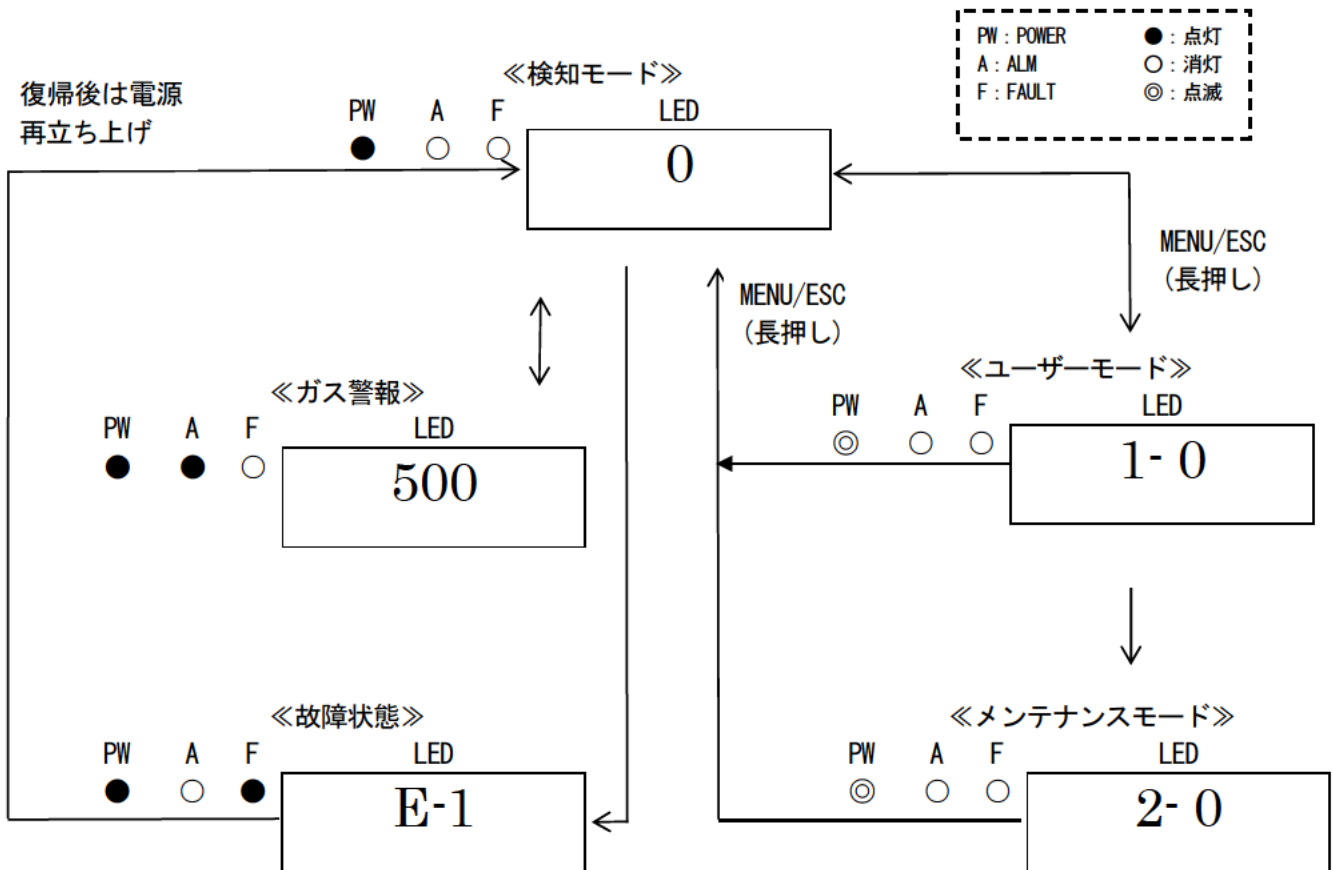 PW：POWER ●：点灯
A：ALM ○：消灯
F：FAULT ◎：点滅
復帰後は電源
再立ち上げ
≪検知モード≫
PW A F LED
● ○ ○
0
MENU/ESC
(長押し)
MENU/ESC
(長押し)
≪ガス警報≫
PW A F LED
● ● ○
500
≪ユーザーモード≫
PW A F LED
◎ ○ ○
1- 0
≪故障状態≫
PW A F LED
● ○ ●
E-1
≪メンテナンスモード≫
PW A F LED
◎ ○ ○
2- 0